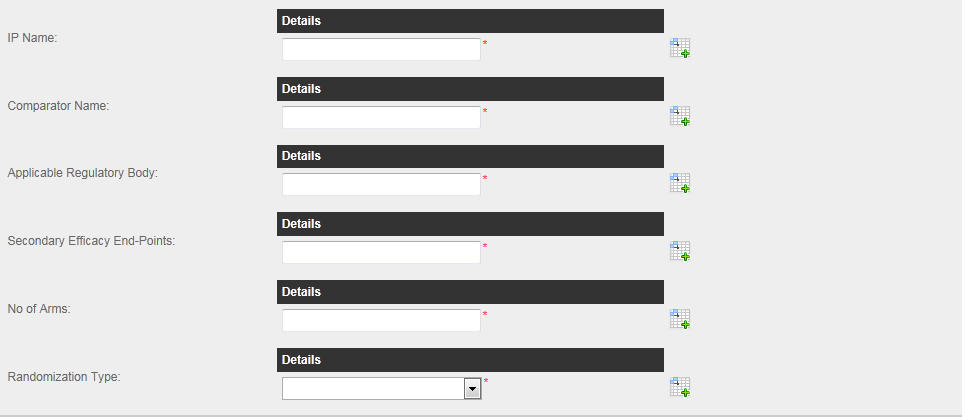 Details
IP Name:
*
Details
Comparator Name:
*
Details
Applicable Regulatory Body:
*
Details
Secondary Efficacy End-Points:
*
Details
No of Arms:
*
Details
Randomization Type:
*